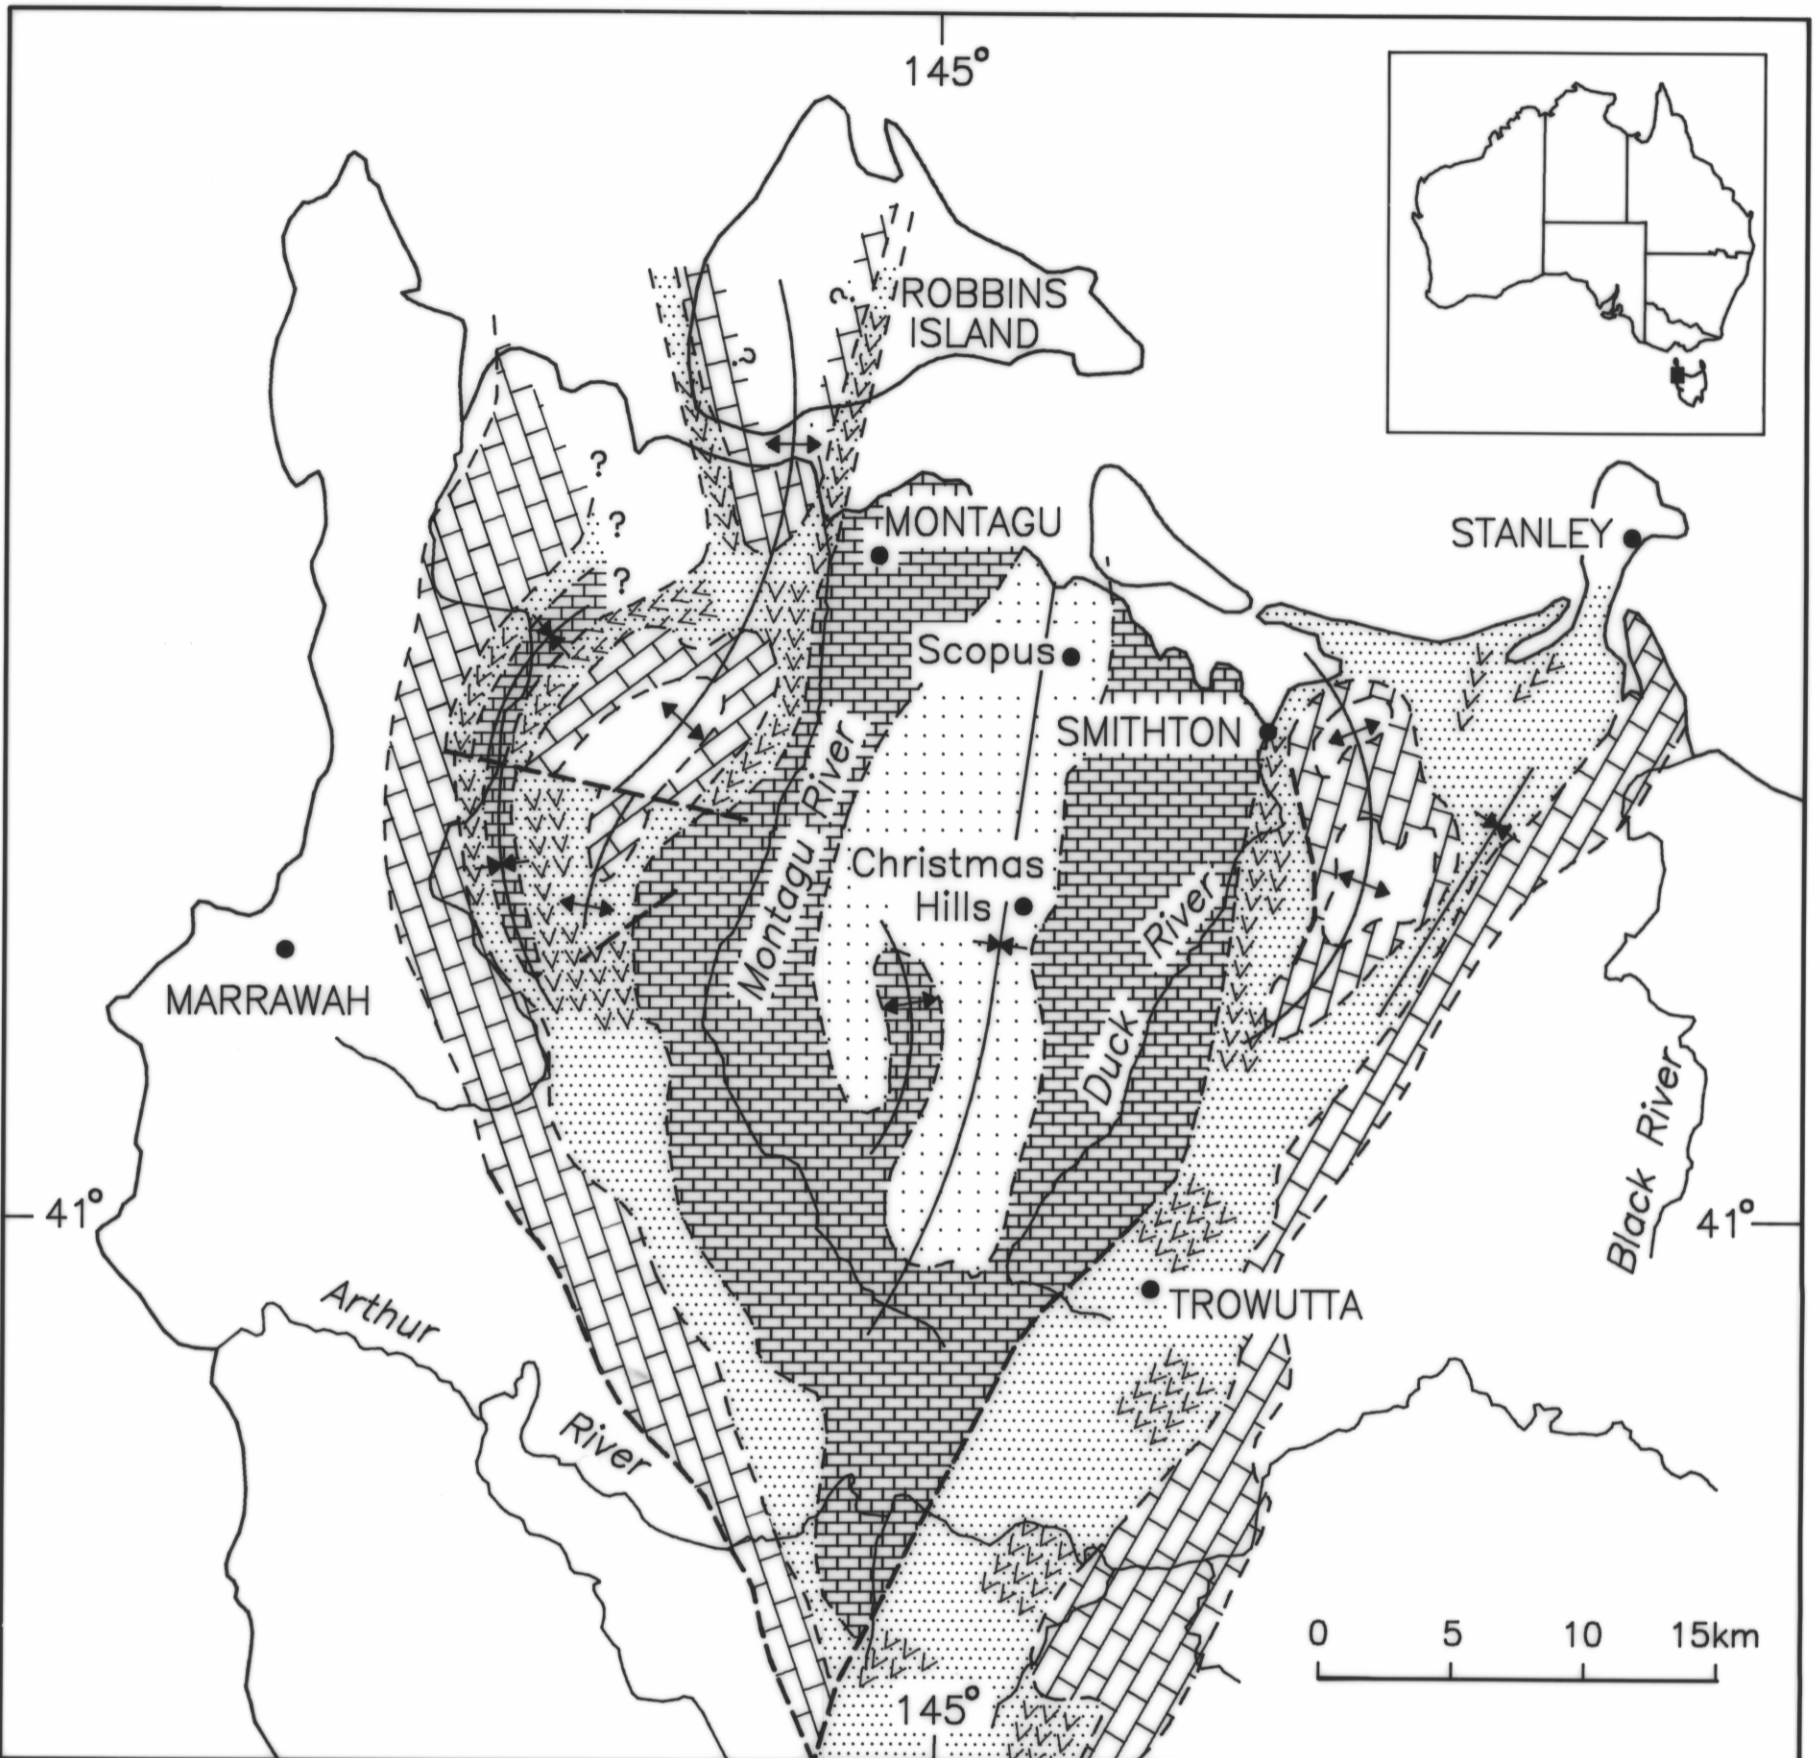 145°
ROBBINS
ISLAND
?
?
?
?
?
MONTAGU
STANLEY
Scopus
SMITHTON
Montagu River
Christmas
Hills
Duck River
MARRAWAH
41°
41°
Black River
Arthur
River
TROWUTTA
0 5 10 15km
145°